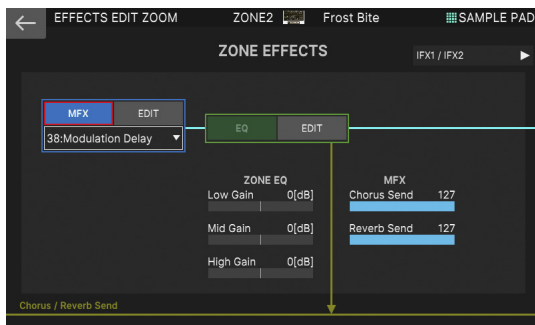 EFFECTS EDIT ZOOM ZONE2 Frost Bite SAMPLE PAD
ZONE EFFECTS
IFX1 / IFX2
MFX EDIT
38:Modulation Delay
EQ EDIT
ZONE EQ MFX
Low Gain 0[dB] Chorus Send 127
Mid Gain 0[dB] Reverb Send 127
High Gain 0[dB]
Chorus / Reverb Send